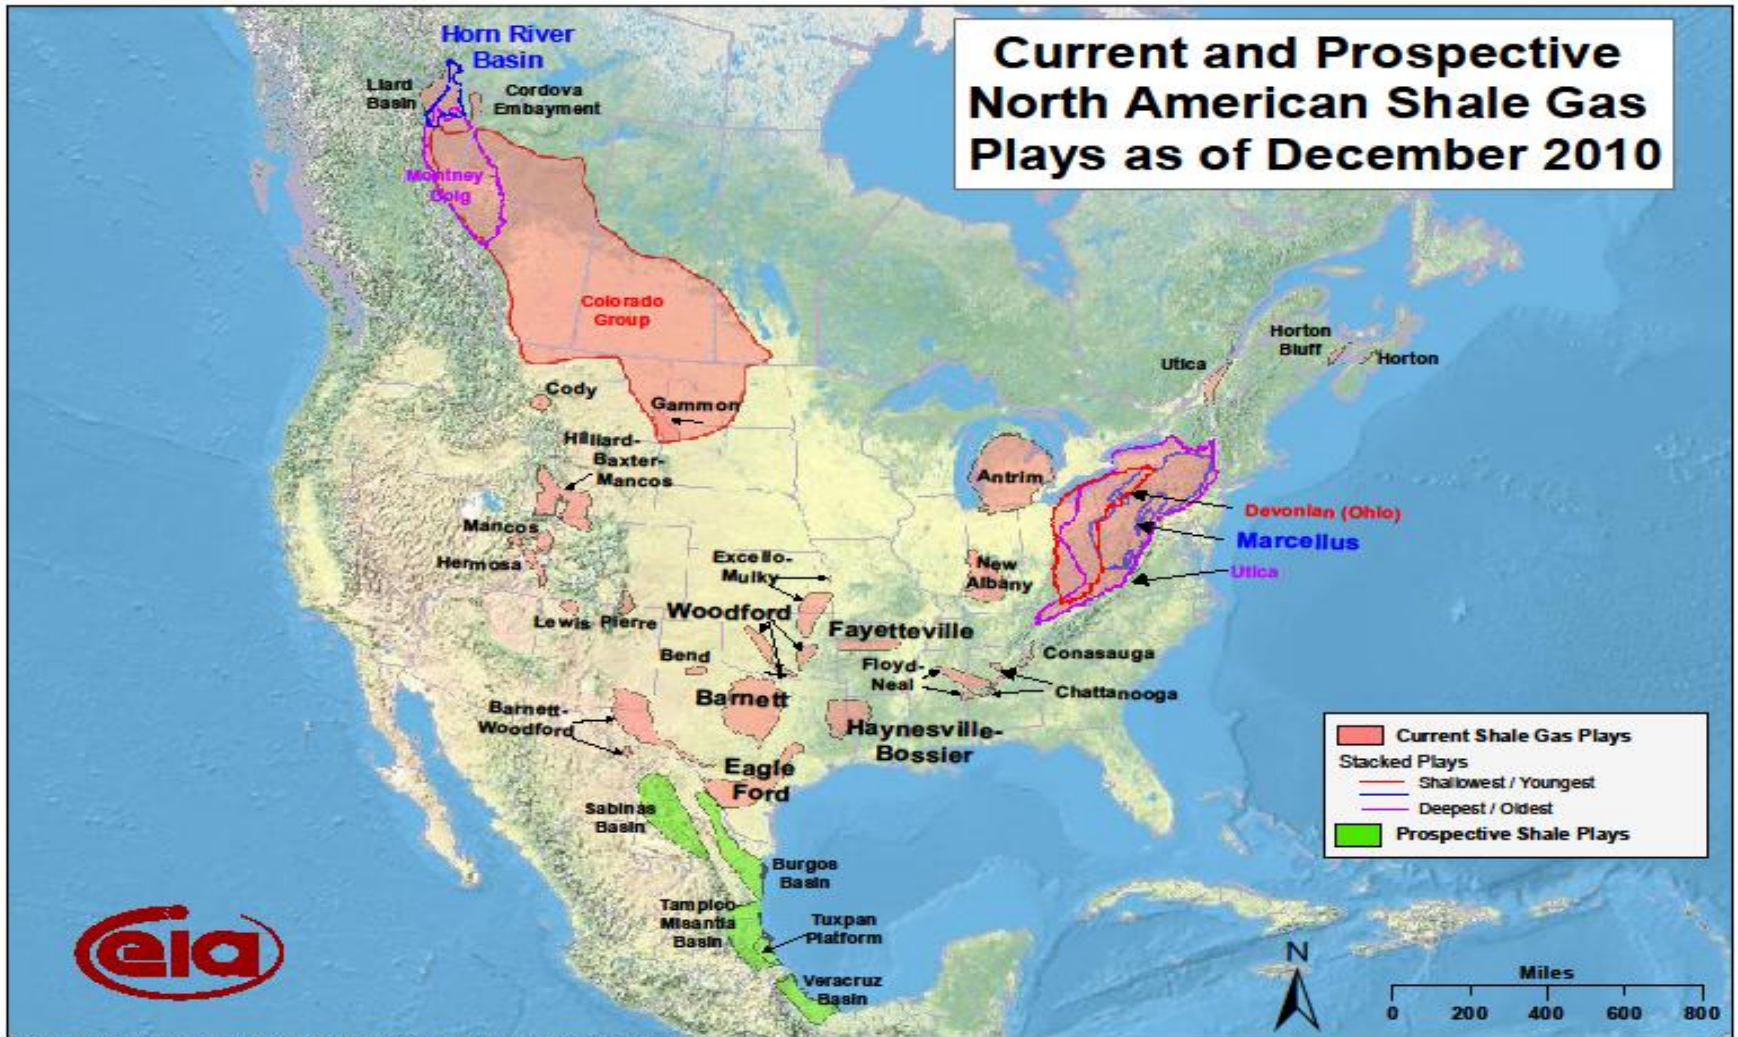 Current and Prospective
North American Shale Gas
Plays as of December 2010
Horn River
Basin
Liard
Basin
Cordova
Embayment
Montney
Doig
Colorado
Group
Cody
Gammon
Hilliard-
Baxter-
Mancos
Mancos
Hermosa
Lewis
Pierre
Excello-
Mulky
Woodford
Fayetteville
Bend
Barnett
Barnett-
Woodford
Floyd-
Neal
Conasauga
Chattanooga
Haynesville-
Bossier
Eagle
Ford
Antrim
New
Albany
Utica
Horton
Bluff
Horton
Devonian (Ohio)
Marcellus
Utica
Sabinas
Basin
Burgos
Basin
Tampico
Misantla
Basin
Tuxpan
Platform
Veracruz
Basin
Current Shale Gas Plays
Stacked Plays
Shallowest / Youngest
Deepest / Oldest
Prospective Shale Plays
eia
N
Miles
0 200 400 600 800